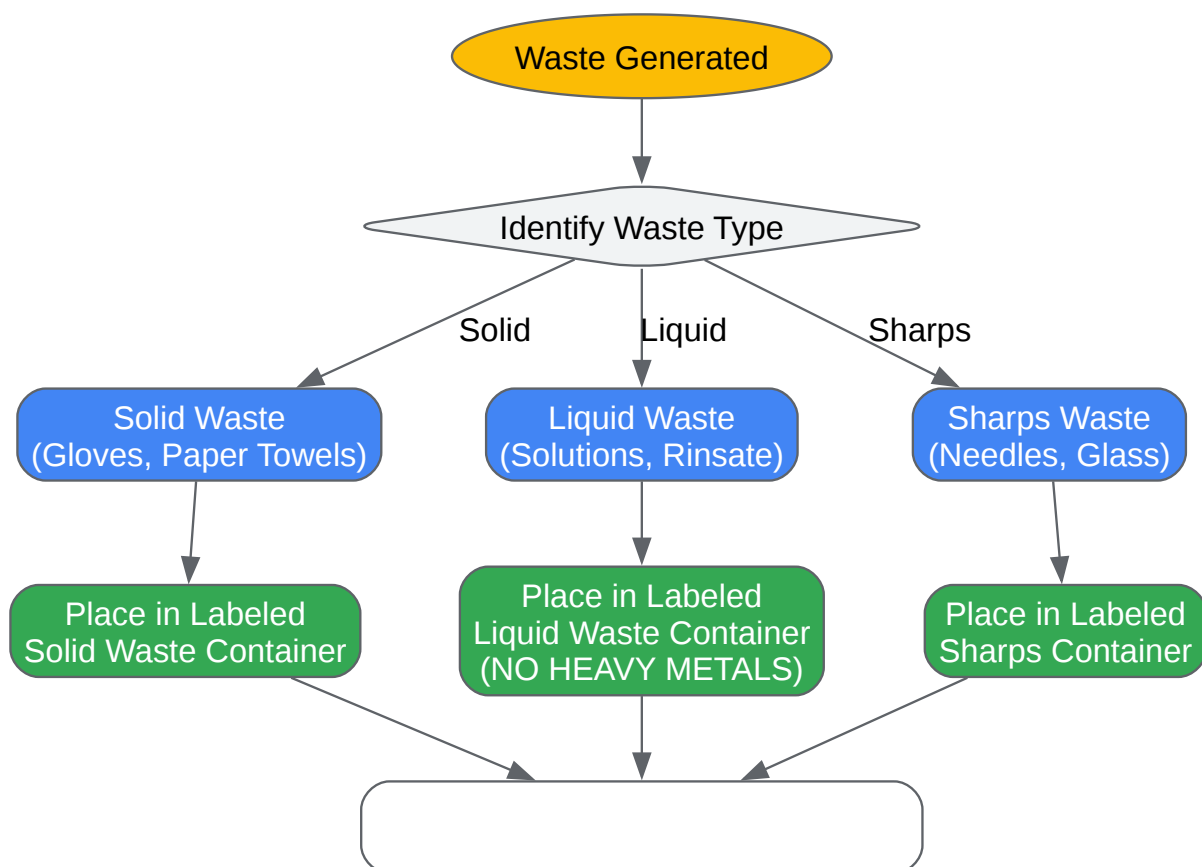 Waste Generated
Identify Waste Type
Solid
Liquid
Sharps
Solid Waste
(Gloves, Paper Towels)
Liquid Waste
(Solutions, Rinsate)
Sharps Waste
(Needles, Glass)
Place in Labeled
Solid Waste Container
Place in Labeled
Liquid Waste Container
(NO HEAVY METALS)
Place in Labeled
Sharps Container